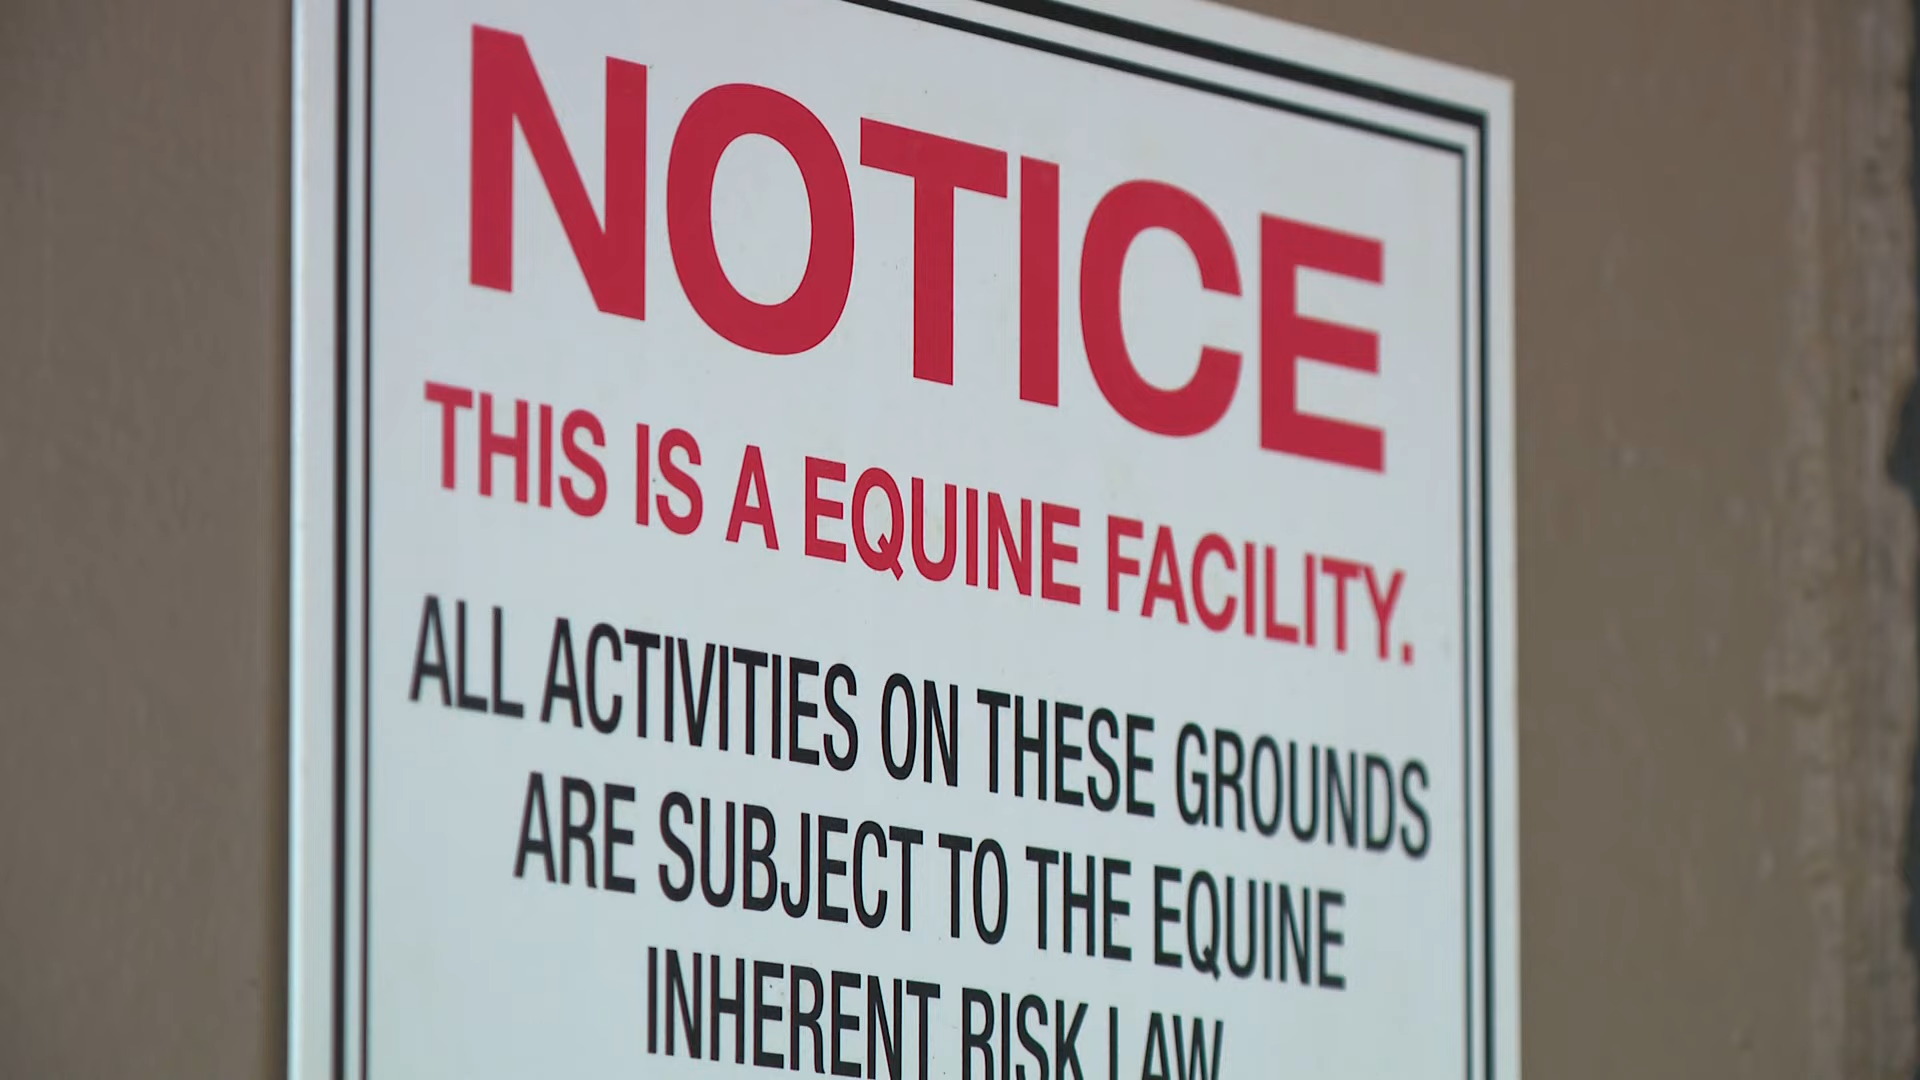 NOTICE
THIS IS A EQUINE FACILITY.
ALL ACTIVITIES ON THESE GROUNDS
ARE SUBJECT TO THE EQUINE
INHERENT RISK LAW